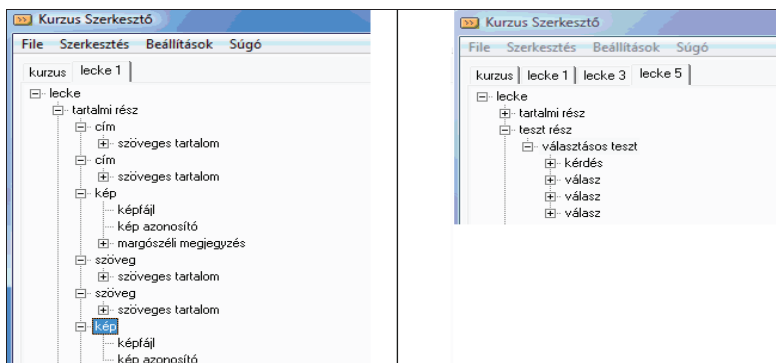 Kurzus Szerkesztő
File Szerkesztés Beállítások Súgó
kurzus lecke 1
lecke
tartalmi rész
cím
szöveges tartalom
cím
szöveges tartalom
kép
képfájl
kép azonosító
margószéli megjegyzés
szöveg
szöveges tartalom
szöveg
szöveges tartalom
kép
képfájl
kép azonosító
Kurzus Szerkesztő
File Szerkesztés Beállítások Súgó
kurzus lecke 1 lecke 3 lecke 5
lecke
tartalmi rész
teszt rész
választásos teszt
kérdés
válasz
válasz
válasz